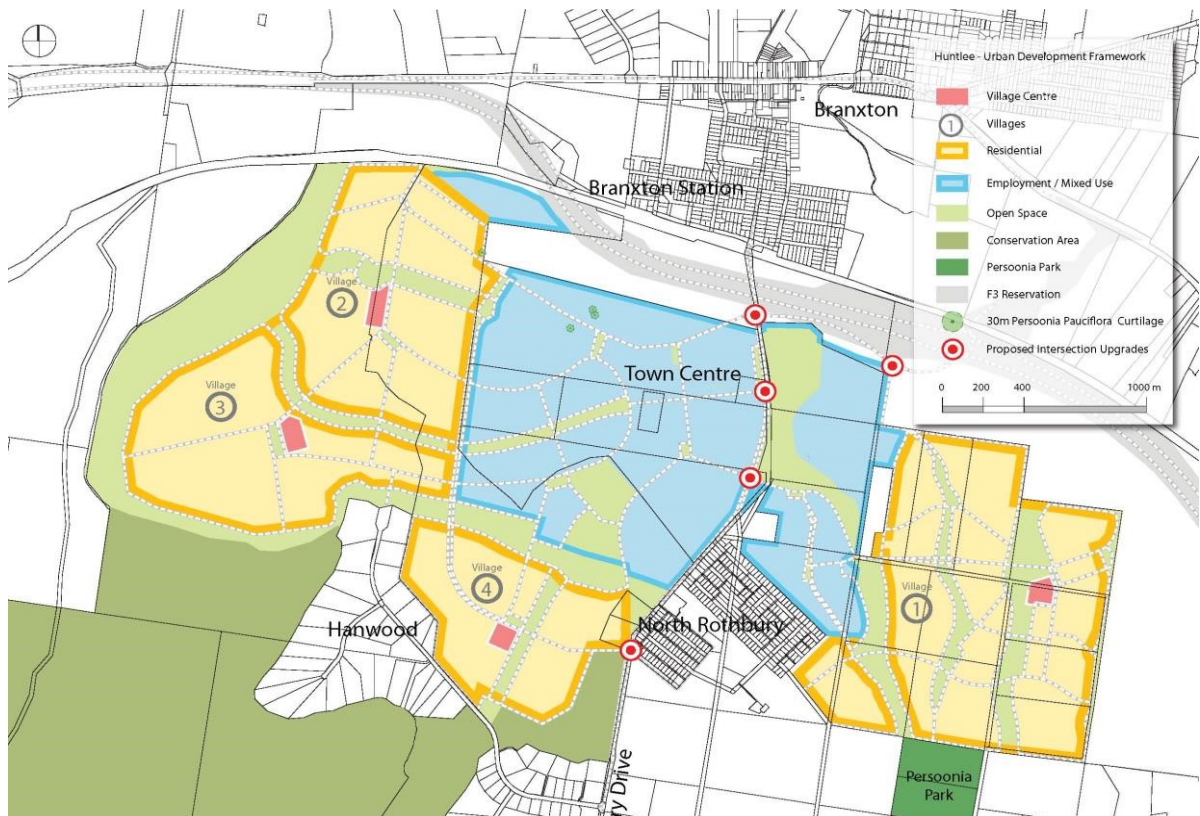 Huntlee - Urban Development Framework
Village Centre
1
Villages
Residential
Employment / Mixed Use
Open Space
Conservation Area
Persoonia Park
F3 Reservation
30m Persoonia Pauciflora Curtilage
Proposed Intersection Upgrades
0 200 400 1000 m
Branxton
Branxton Station
Village
2
Town Centre
Village
3
Village
4
Village
1
Hanwood
North Rothbury
ry Drive
Persoonia
Park